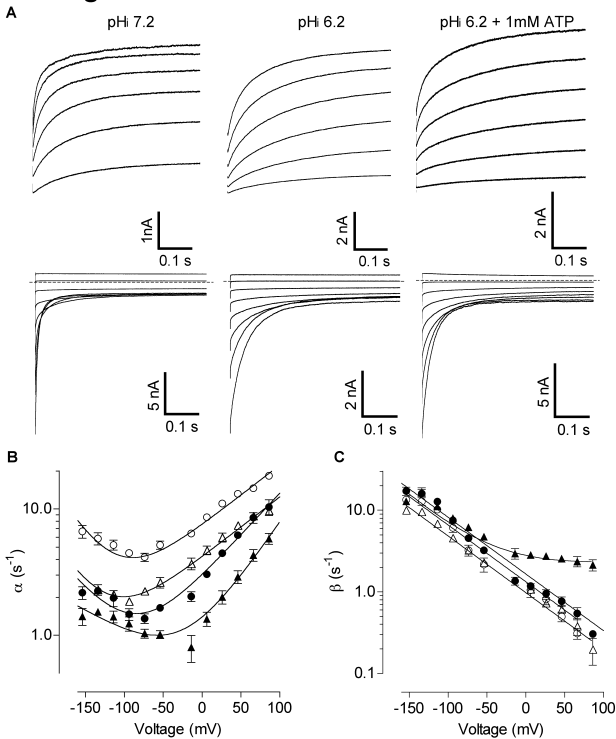 A
pHi 7.2
pHi 6.2
pHi 6.2 + 1mM ATP
1nA
0.1 s
2 nA
0.1 s
2 nA
0.1 s
5 nA
0.1 s
2 nA
0.1 s
5 nA
0.1 s
B
10.0
1.0
α (s-1)
-150 -100 -50 0 50 100
Voltage (mV)
C
10.0
1.0
0.1
β (s-1)
-150 -100 -50 0 50 100
Voltage (mV)